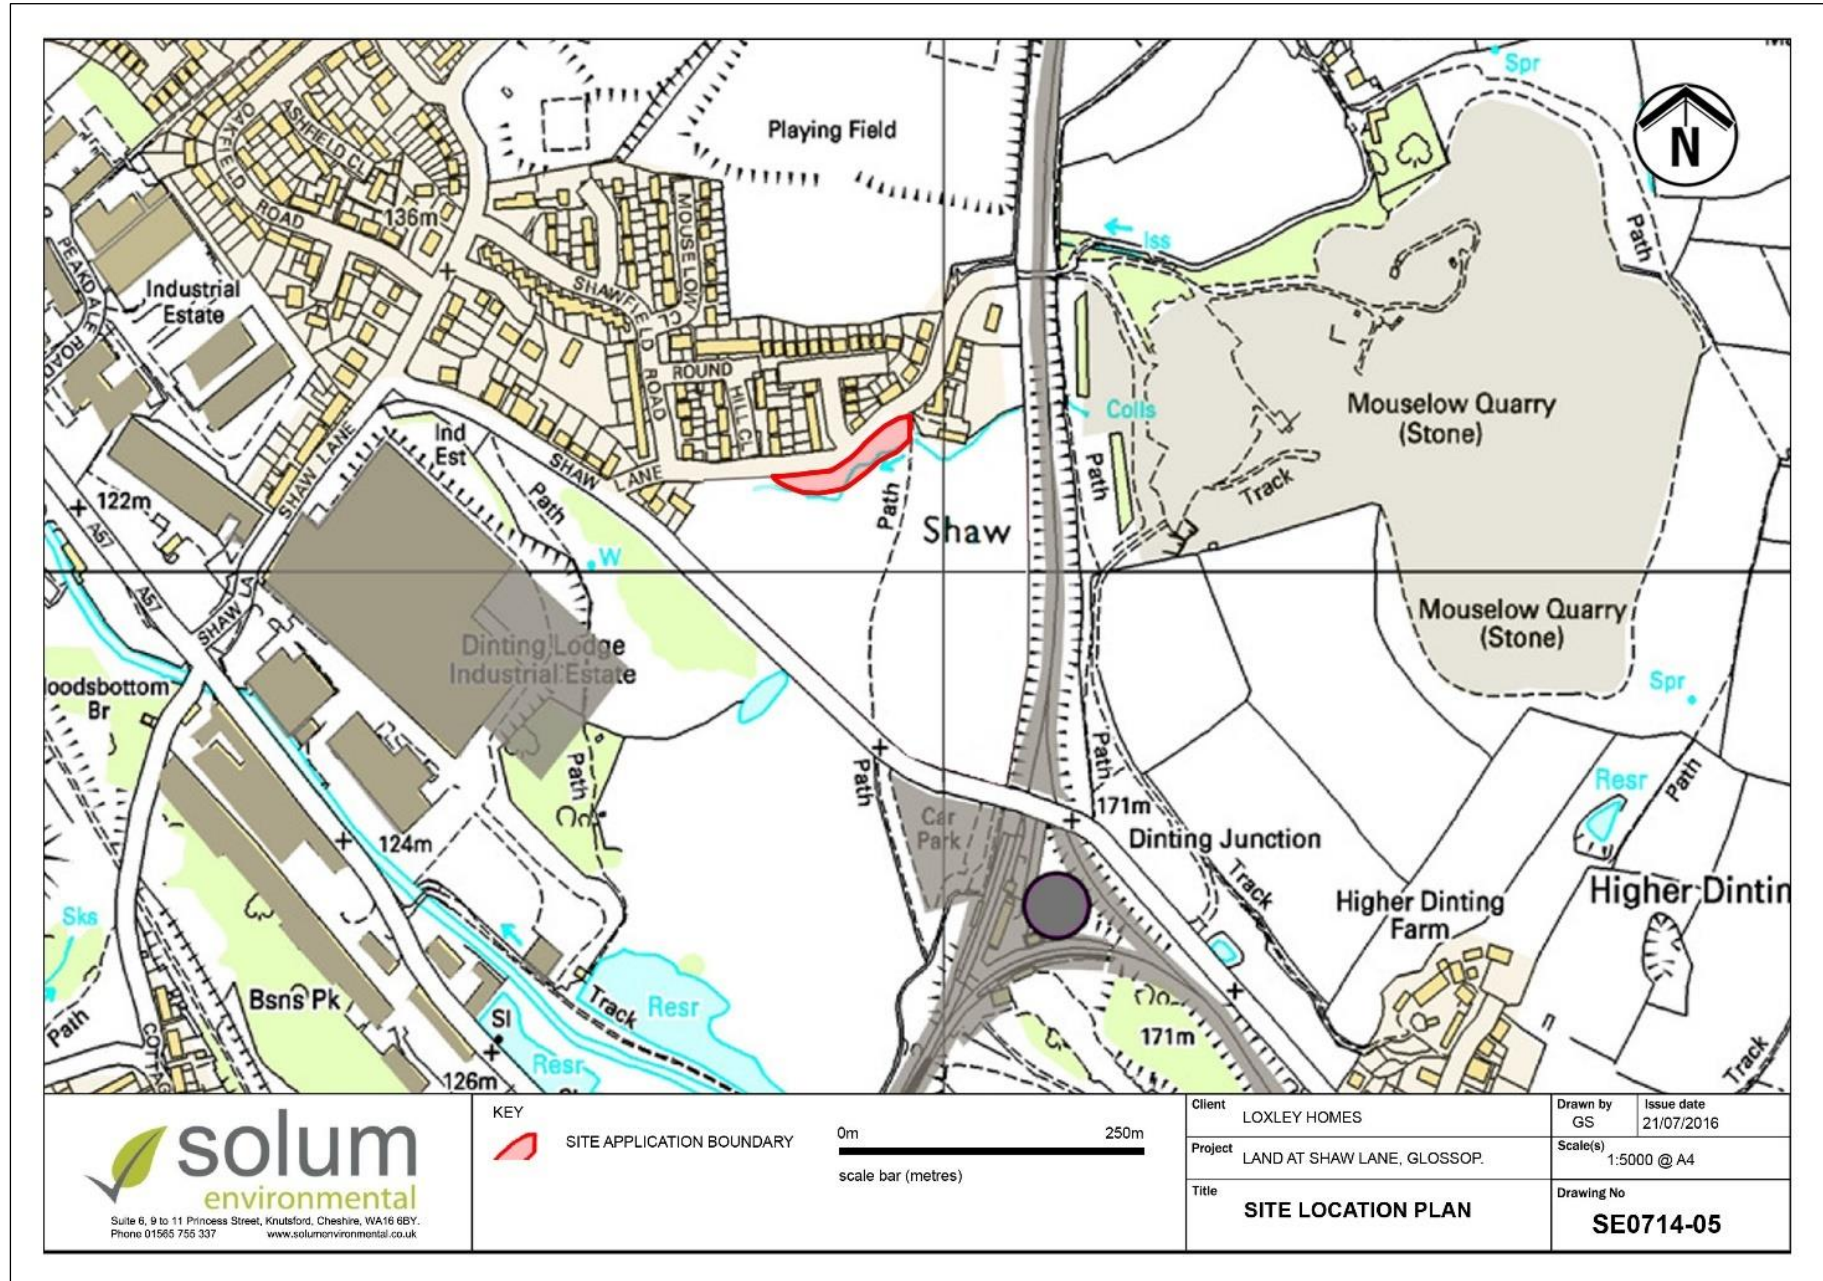 Spr
N
Playing Field
OAKFIELD
ROAD
ASHFIELD CL
136m
MOUSELOW
CL
Path
Iss
PEAKDALE
ROAD
Industrial
Estate
SHAWFIELD
ROAD
ROUND
HILL CL
Mouselow Quarry
(Stone)
Colls
Ind
Est
SHAW LANE
SHAW
LANE
Path
Path
Path
Track
122m
A57
Shaw
W
A57
SHAW LA
Mouselow Quarry
(Stone)
Dinting Lodge
Industrial Estate
Spr
loodsbottom
Br
Path
Path
Path
Resr
Path
171m
Car
Park
Dinting Junction
124m
Track
Higher Dinting
Farm
Higher Dintin
Sks
Bsns Pk
Track
Resr
Path
Sl
COTTAG
Resr
171m
Track
126m
solum
environmental
Suite 6, 9 to 11 Princess Street, Knutsford, Cheshire, WA16 6BY.
Phone 01565 755 337 www.solumenvironmental.co.uk
KEY
SITE APPLICATION BOUNDARY
0m 250m
scale bar (metres)
Client LOXLEY HOMES
Project LAND AT SHAW LANE, GLOSSOP.
Title SITE LOCATION PLAN
Drawn by GS
Issue date 21/07/2016
Scale(s) 1:5000 @ A4
Drawing No
SE0714-05